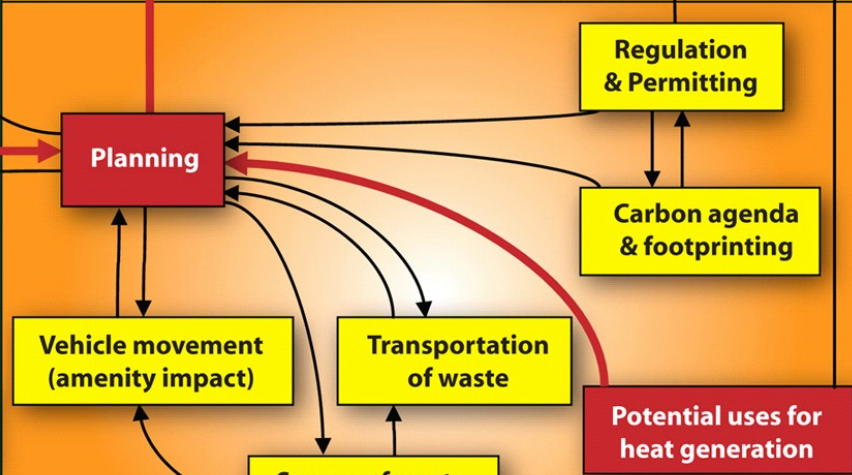 Regulation
& Permitting
Planning
Carbon agenda
& footprinting
Vehicle movement
(amenity impact)
Transportation
of waste
Potential uses for
heat generation